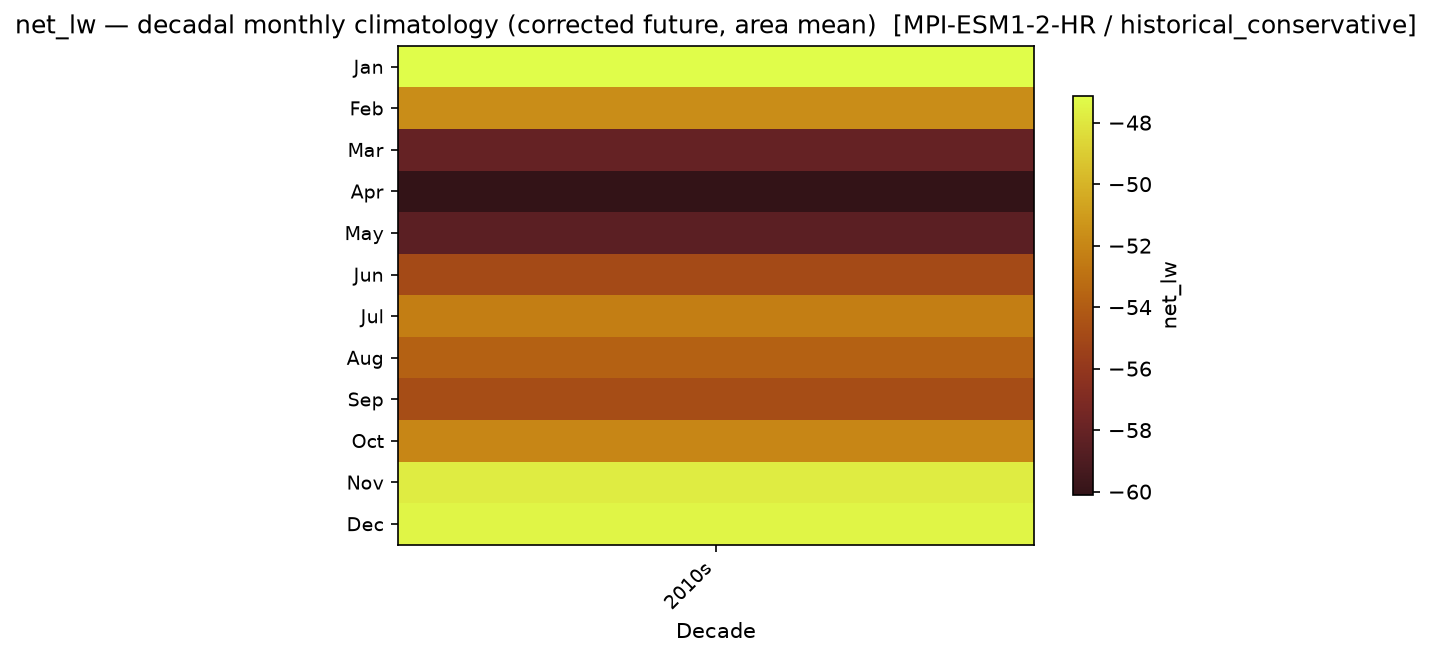 net_lw — decadal monthly climatology (corrected future, area mean)  [MPI-ESM1-2-HR / historical_conservative]
Jan
Feb
Mar
Apr
May
Jun
Jul
Aug
Sep
Oct
Nov
Dec
2010s
Decade
−48
−50
−52
−54
−56
−58
−60
net_lw